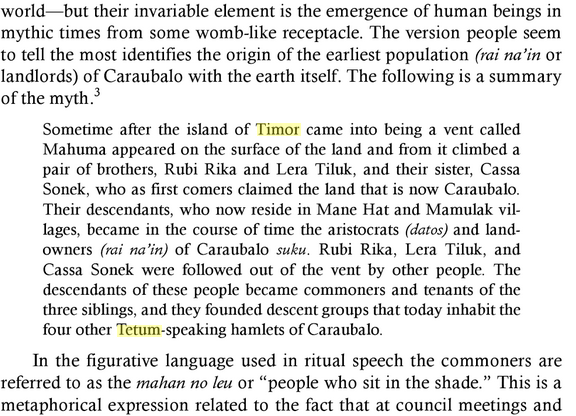 world—but their invariable element is the emergence of human beings in
mythic times from some womb-like receptacle. The version people seem
to tell the most identifies the origin of the earliest population (rai na’in or
landlords) of Caraubalo with the earth itself. The following is a summary
of the myth.3
Sometime after the island of Timor came into being a vent called
Mahuma appeared on the surface of the land and from it climbed a
pair of brothers, Rubi Rika and Lera Tiluk, and their sister, Cassa
Sonek, who as first comers claimed the land that is now Caraubalo.
Their descendants, who now reside in Mane Hat and Mamulak vil-
lages, became in the course of time the aristocrats (datos) and land-
owners (rai na’in) of Caraubalo suku. Rubi Rika, Lera Tiluk, and
Cassa Sonek were followed out of the vent by other people. The
descendants of these people became commoners and tenants of the
three siblings, and they founded descent groups that today inhabit the
four other Tetum-speaking hamlets of Caraubalo.
In the figurative language used in ritual speech the commoners are
referred to as the mahan no leu or “people who sit in the shade.” This is a
metaphorical expression related to the fact that at council meetings and